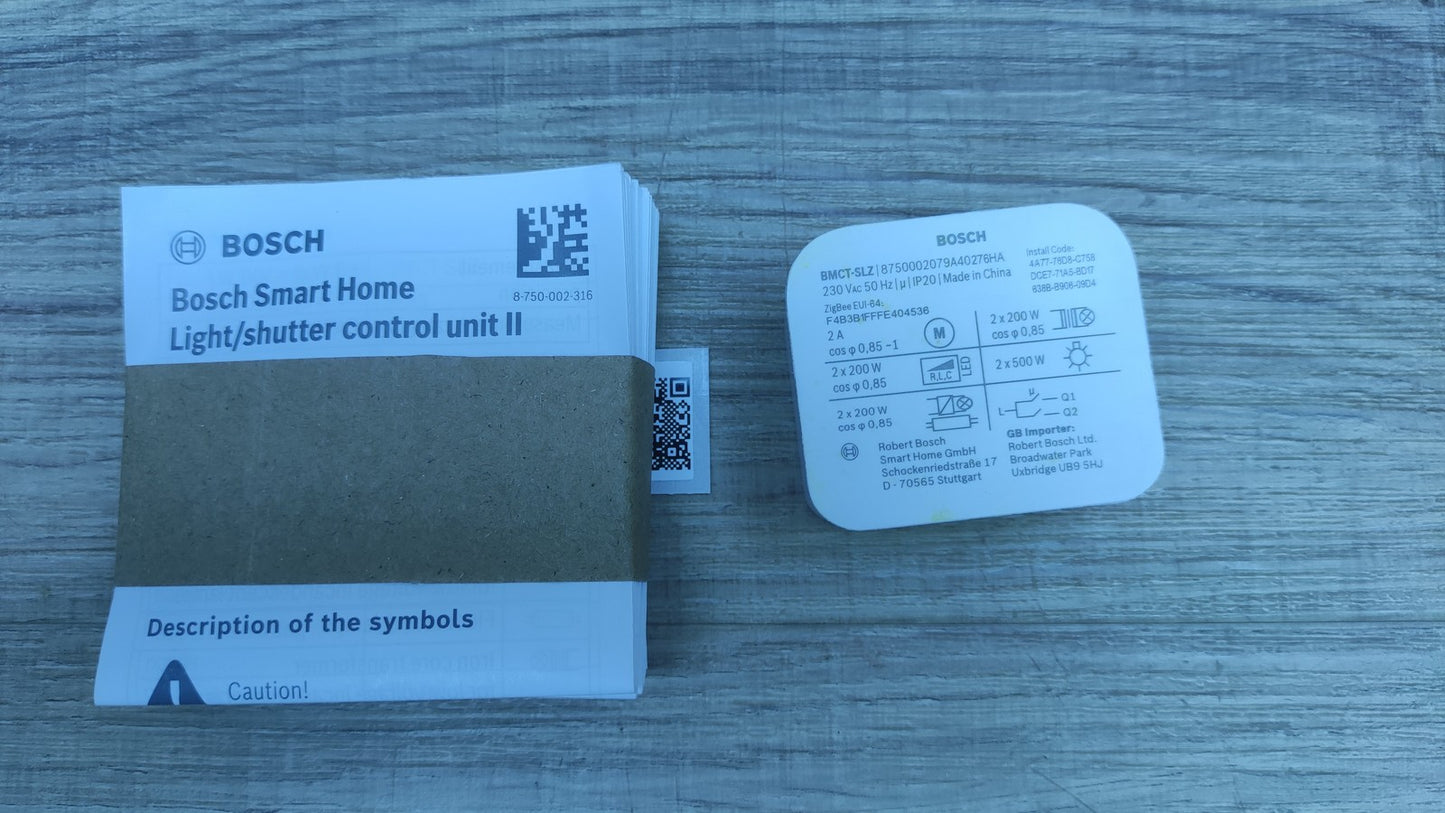 BOSCH
8-750-002-316
Bosch Smart Home
Light/shutter control unit II
Description of the symbols
Caution!
BOSCH
BMCT-SLZ | 8750002079A40276HA
230 VAC 50 Hz | μ | IP20 | Made in China
ZigBee EUI-64:
F4B3B1FFFE404536
Install Code:
4A77-76D8-C758
DCE7-71A5-BD17
838B-B908-09D4
2 A
cos φ 0,85 -1
M
2 x 200 W
cos φ 0,85
2 x 200 W
cos φ 0,85
R,L,C
LED
2 x 500 W
2 x 200 W
cos φ 0,85
μ
L
Q1
Q2
Robert Bosch
Smart Home GmbH
Schockenriedstraße 17
D - 70565 Stuttgart
GB Importer:
Robert Bosch Ltd.
Broadwater Park
Uxbridge UB9 5HJ